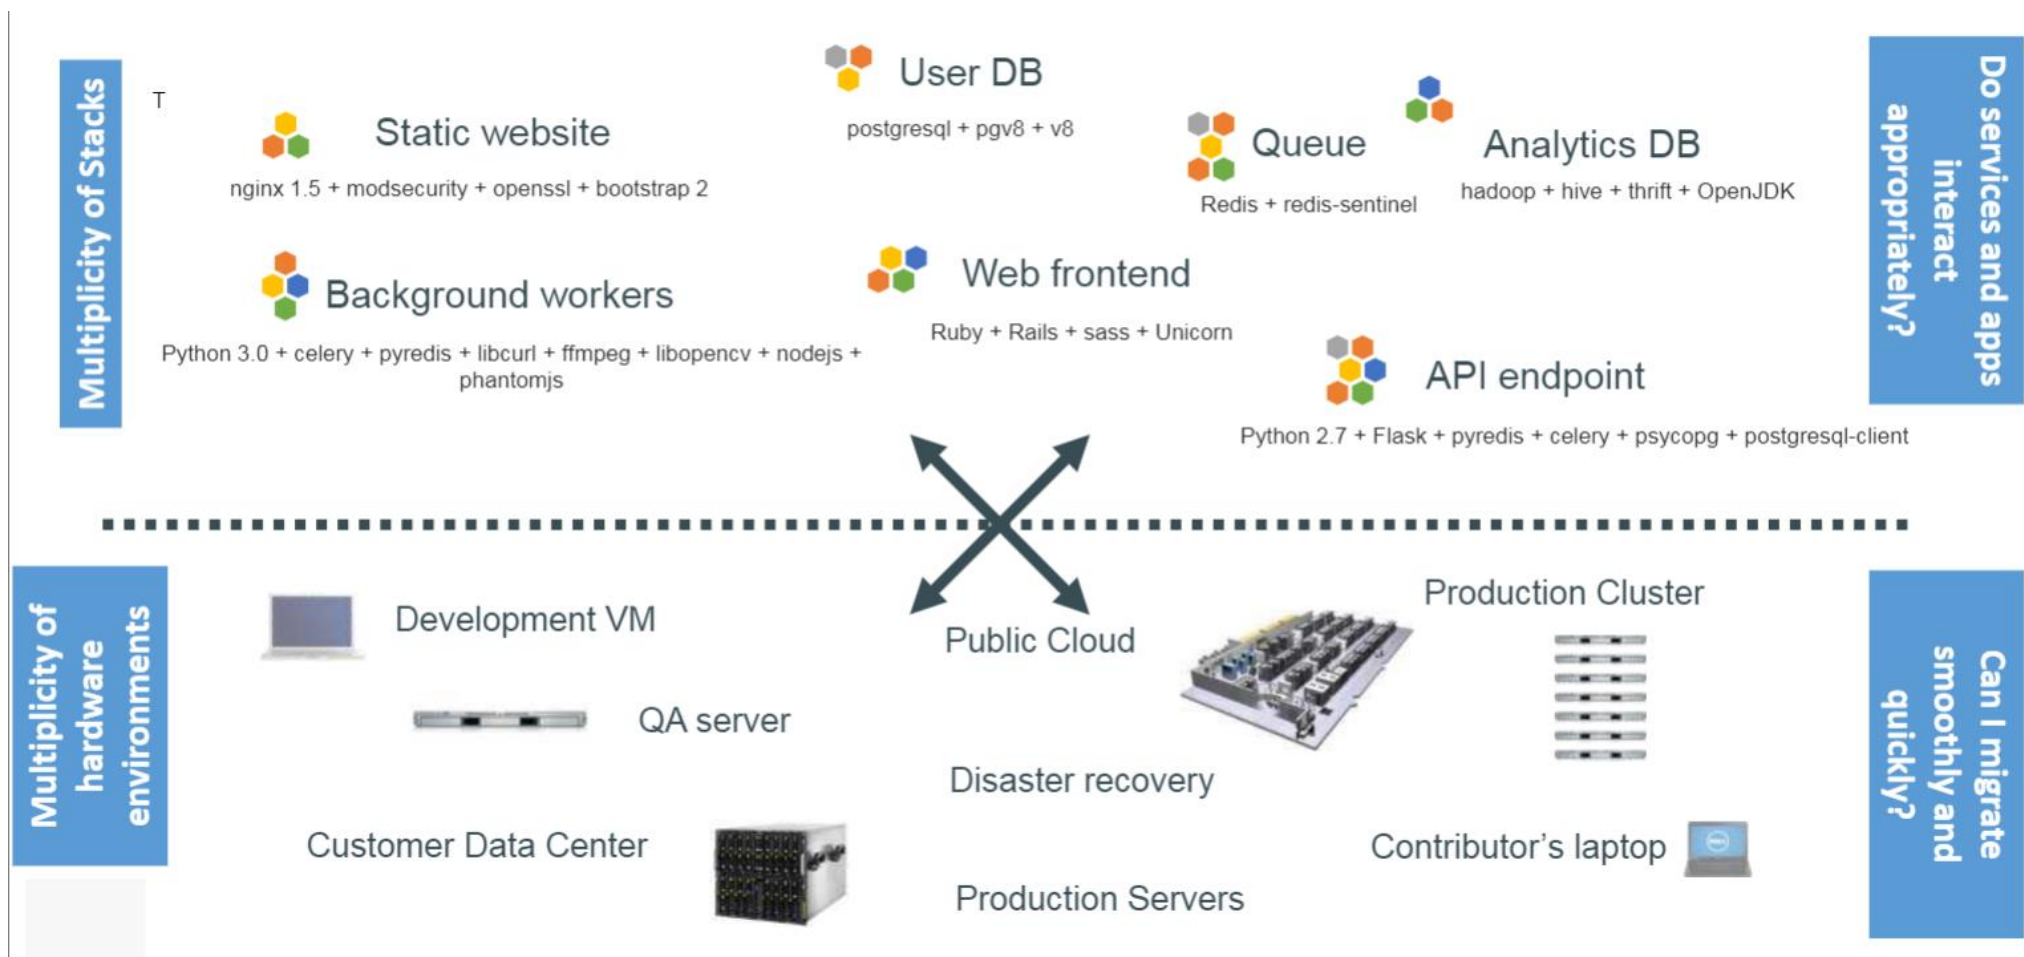 Multiplicity of Stacks
T
Static website
nginx 1.5 + modsecurity + openssl + bootstrap 2
User DB
postgresql + pgv8 + v8
Queue
Redis + redis-sentinel
Analytics DB
hadoop + hive + thrift + OpenJDK
Background workers
Python 3.0 + celery + pyredis + libcurl + ffmpeg + libopencv + nodejs +
phantomjs
Web frontend
Ruby + Rails + sass + Unicorn
API endpoint
Python 2.7 + Flask + pyredis + celery + psycopg + postgresql-client
Do services and apps
interact
appropriately?
Multiplicity of
hardware
environments
Development VM
QA server
Customer Data Center
Public Cloud
Disaster recovery
Production Servers
Production Cluster
Contributor’s laptop
Can I migrate
smoothly and
quickly?